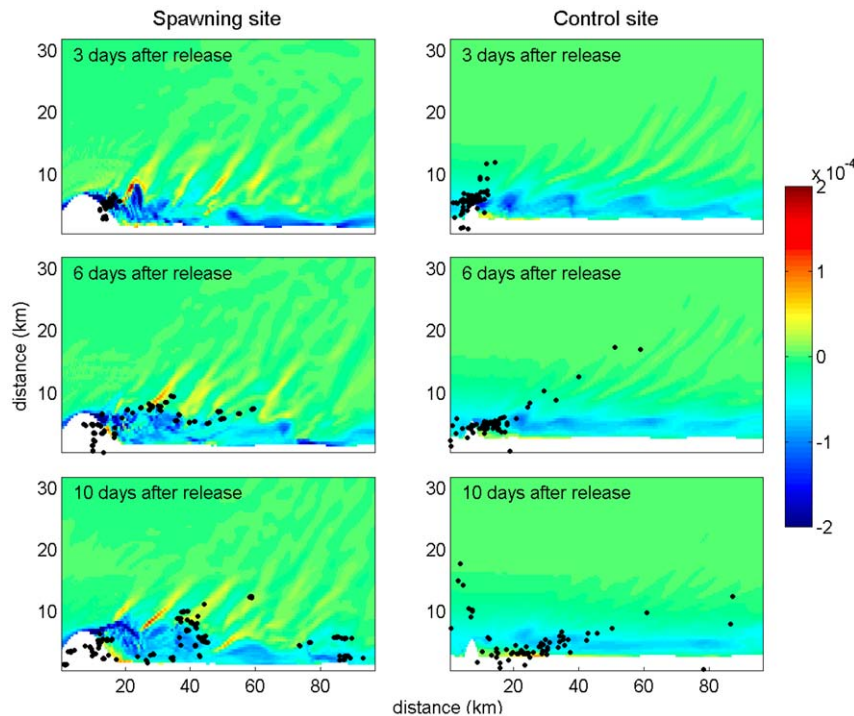 Spawning site
Control site
3 days after release
3 days after release
30
20
10
30
20
10
6 days after release
6 days after release
30
20
10
30
20
10
distance (km)
10 days after release
10 days after release
30
20
10
20
40
60
80
30
20
10
20
40
60
80
distance (km)
x 10⁻⁴
2
1
0
-1
-2